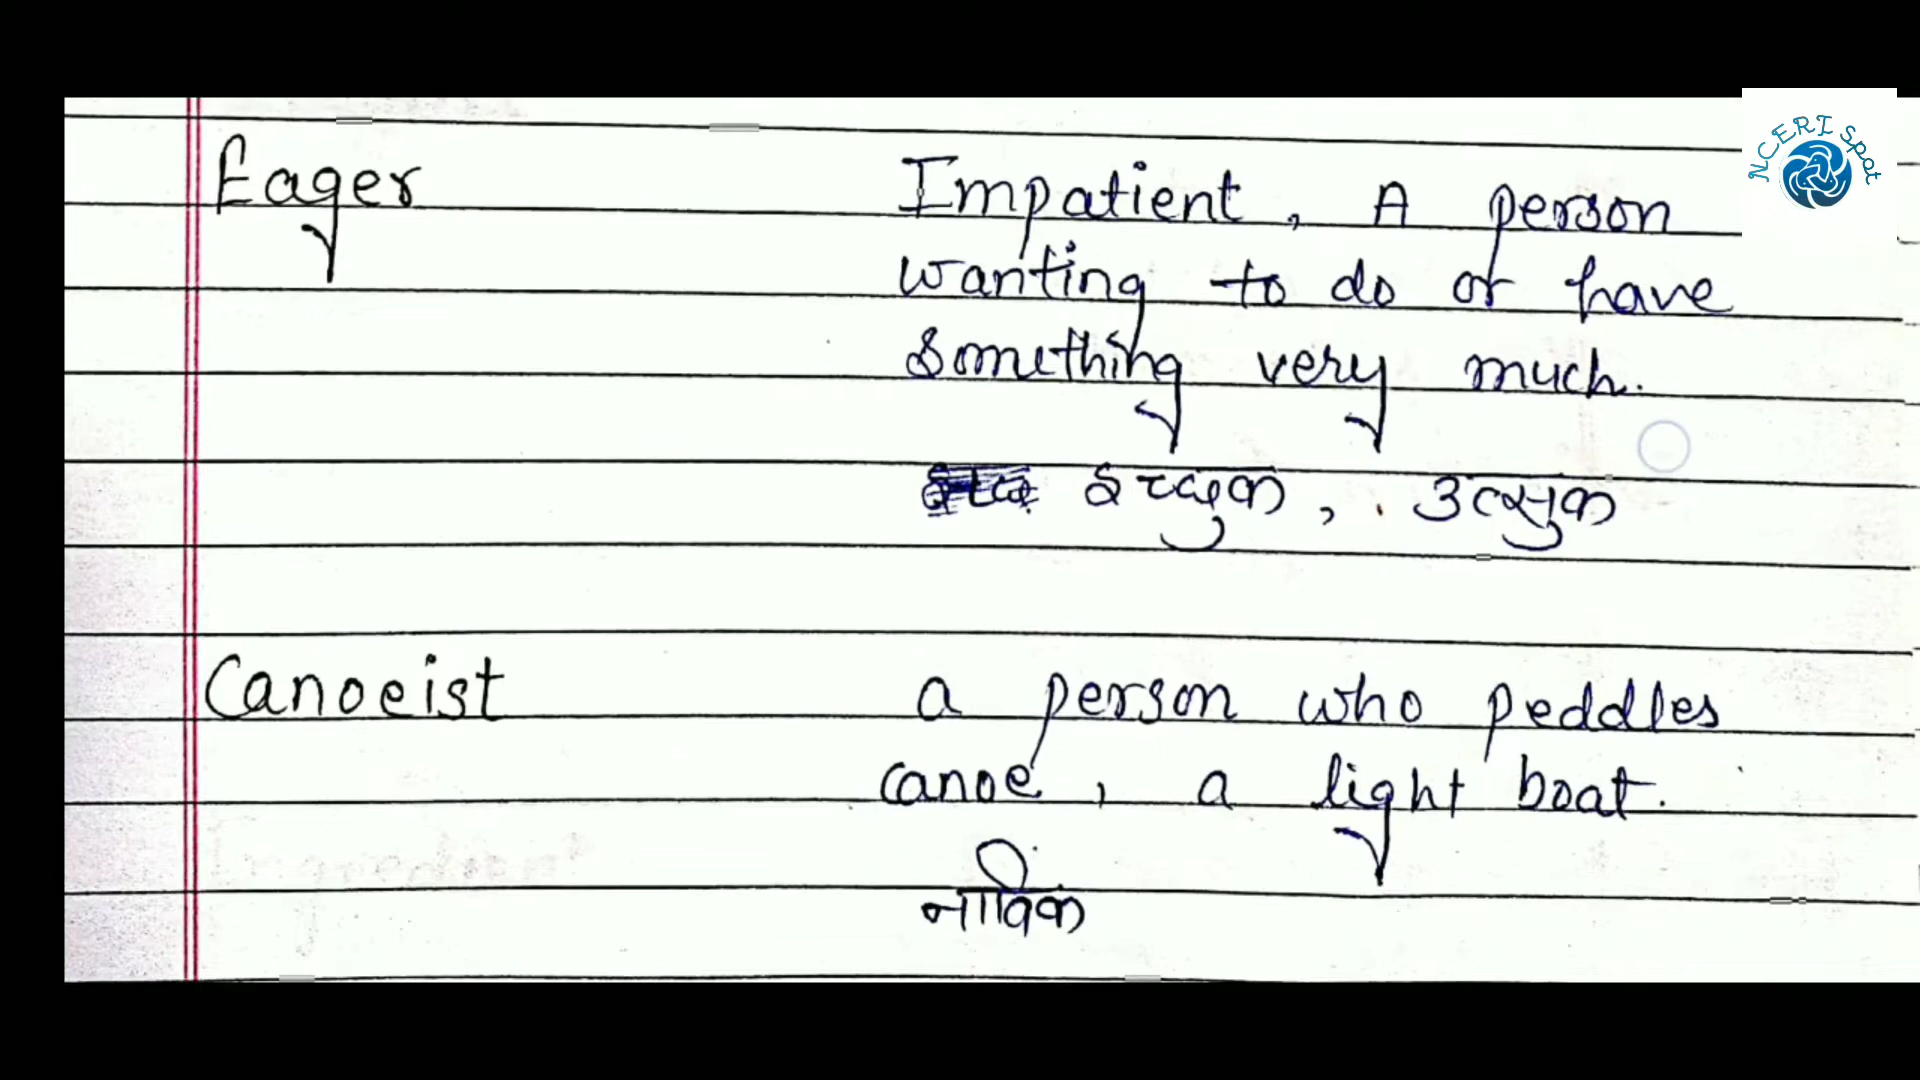 NCERT Spot
Eager Impatient, A person
wanting to do or have
something very much.
इच्छुक, उत्सुक
Canoeist a person who peddles
canoe, a light boat.
नाविक